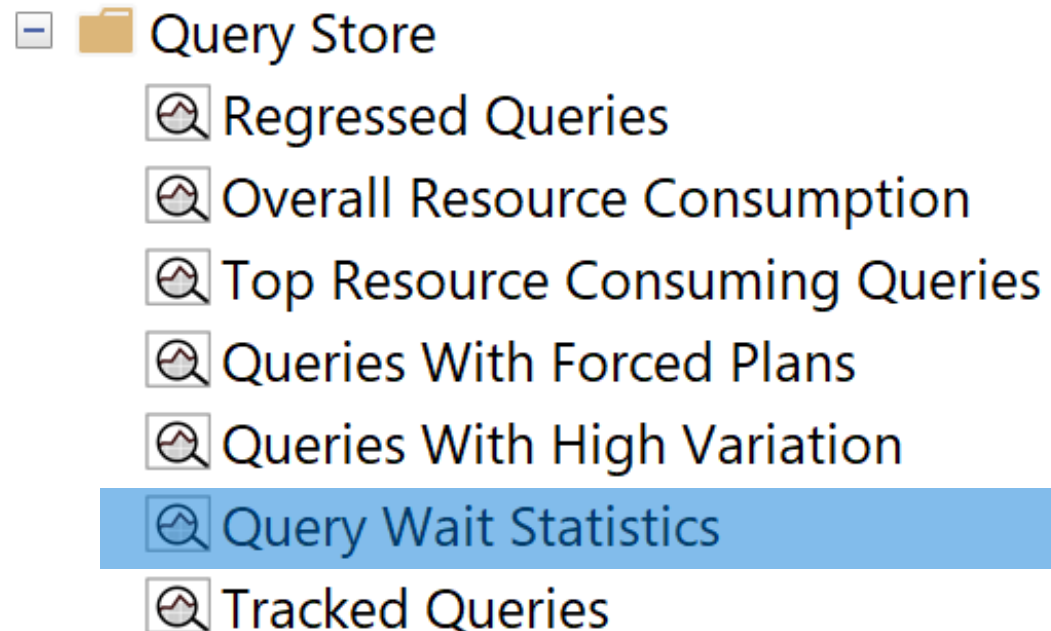 Query Store
Regressed Queries
Overall Resource Consumption
Top Resource Consuming Queries
Queries With Forced Plans
Queries With High Variation
Query Wait Statistics
Tracked Queries